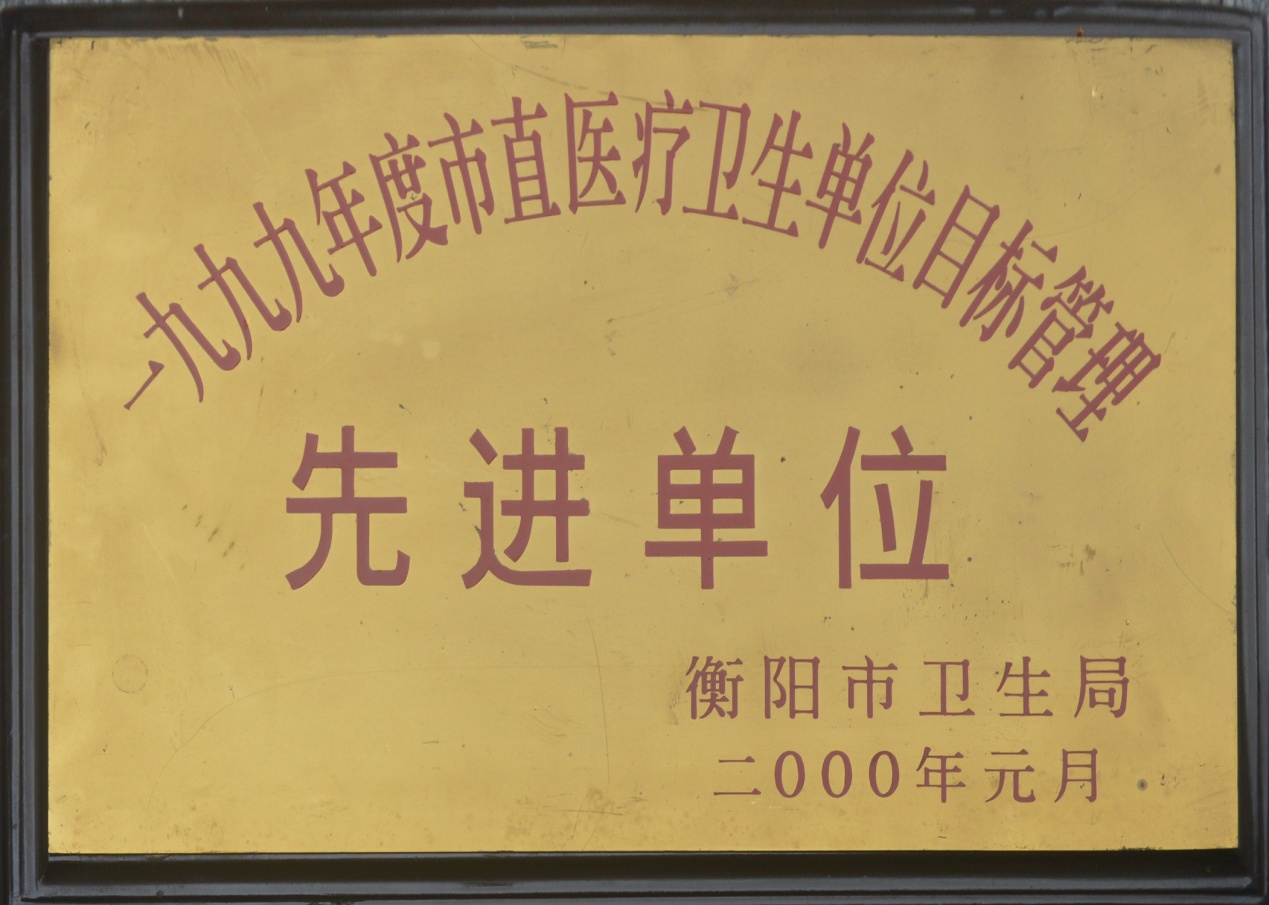 一九九九年度市直医疗卫生单位目标管理
先进单位
衡阳市卫生局
二000年元月